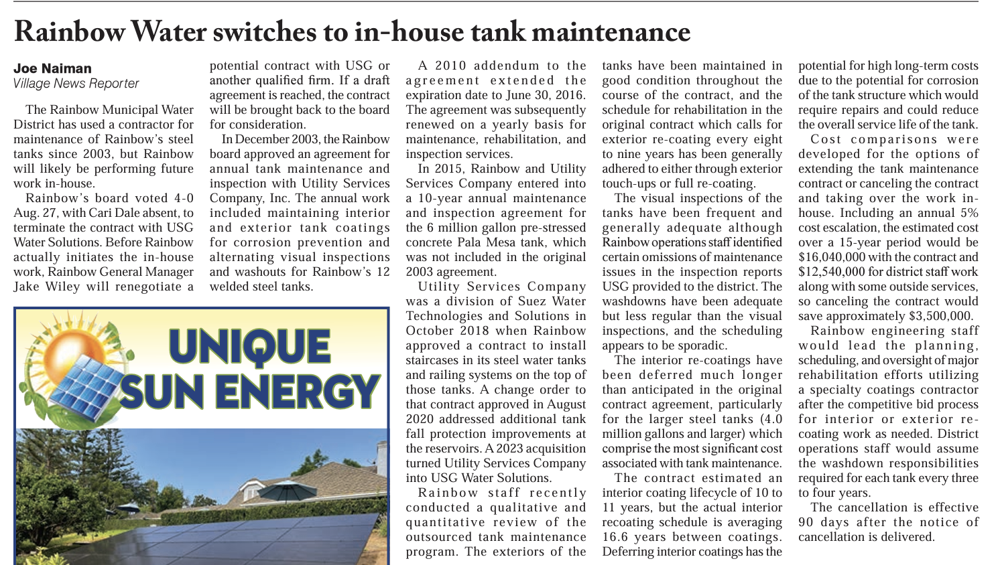 Rainbow Water switches to in-house tank maintenance
Joe Naiman
Village News Reporter
The Rainbow Municipal Water
District has used a contractor for
maintenance of Rainbow's steel
tanks since 2003, but Rainbow
will likely be performing future
work in-house.
Rainbow's board voted 4-0
Aug. 27, with Cari Dale absent, to
terminate the contract with USG
Water Solutions. Before Rainbow
actually initiates the in-house
work, Rainbow General Manager
Jake Wiley will renegotiate a
potential contract with USG or
another qualified firm. If a draft
agreement is reached, the contract
will be brought back to the board
for consideration.
In December 2003, the Rainbow
board approved an agreement for
annual tank maintenance and
inspection with Utility Services
Company, Inc. The annual work
included maintaining interior
and exterior tank coatings
for corrosion prevention and
alternating visual inspections
and washouts for Rainbow's 12
welded steel tanks.
A 2010 addendum to the
agreement extended the
expiration date to June 30, 2016.
The agreement was subsequently
renewed on a yearly basis for
maintenance, rehabilitation, and
inspection services.
In 2015, Rainbow and Utility
Services Company entered into
a 10-year annual maintenance
and inspection agreement for
the 6 million gallon pre-stressed
concrete Pala Mesa tank, which
was not included in the original
2003 agreement.
Utility Services Company
was a division of Suez Water
Technologies and Solutions in
October 2018 when Rainbow
approved a contract to install
staircases in its steel water tanks
and railing systems on the top of
those tanks. A change order to
that contract approved in August
2020 addressed additional tank
fall protection improvements at
the reservoirs. A 2023 acquisition
turned Utility Services Company
into USG Water Solutions.
Rainbow staff recently
conducted a qualitative and
quantitative review of the
outsourced tank maintenance
program. The exteriors of the
tanks have been maintained in
good condition throughout the
course of the contract, and the
schedule for rehabilitation in the
original contract which calls for
exterior re-coating every eight
to nine years has been generally
adhered to either through exterior
touch-ups or full re-coating.
The visual inspections of the
tanks have been frequent and
generally adequate although
Rainbow operations staff identified
certain omissions of maintenance
issues in the inspection reports
USG provided to the district. The
washdowns have been adequate
but less regular than the visual
inspections, and the scheduling
appears to be sporadic.
The interior re-coatings have
been deferred much longer
than anticipated in the original
contract agreement, particularly
for the larger steel tanks (4.0
million gallons and larger) which
comprise the most significant cost
associated with tank maintenance.
The contract estimated an
interior coating lifecycle of 10 to
11 years, but the actual interior
recoating schedule is averaging
16.6 years between coatings.
Deferring interior coatings has the
potential for high long-term costs
due to the potential for corrosion
of the tank structure which would
require repairs and could reduce
the overall service life of the tank.
Cost comparisons were
developed for the options of
extending the tank maintenance
contract or canceling the contract
and taking over the work in-
house. Including an annual 5%
cost escalation, the estimated cost
over a 15-year period would be
$16,040,000 with the contract and
$12,540,000 for district staff work
along with some outside services,
so canceling the contract would
save approximately $3,500,000.
Rainbow engineering staff
would lead the planning,
scheduling, and oversight of major
rehabilitation efforts utilizing
a specialty coatings contractor
after the competitive bid process
for interior or exterior re-
coating work as needed. District
operations staff would assume
the washdown responsibilities
required for each tank every three
to four years.
The cancellation is effective
90 days after the notice of
cancellation is delivered.
UNIQUE
SUN ENERGY